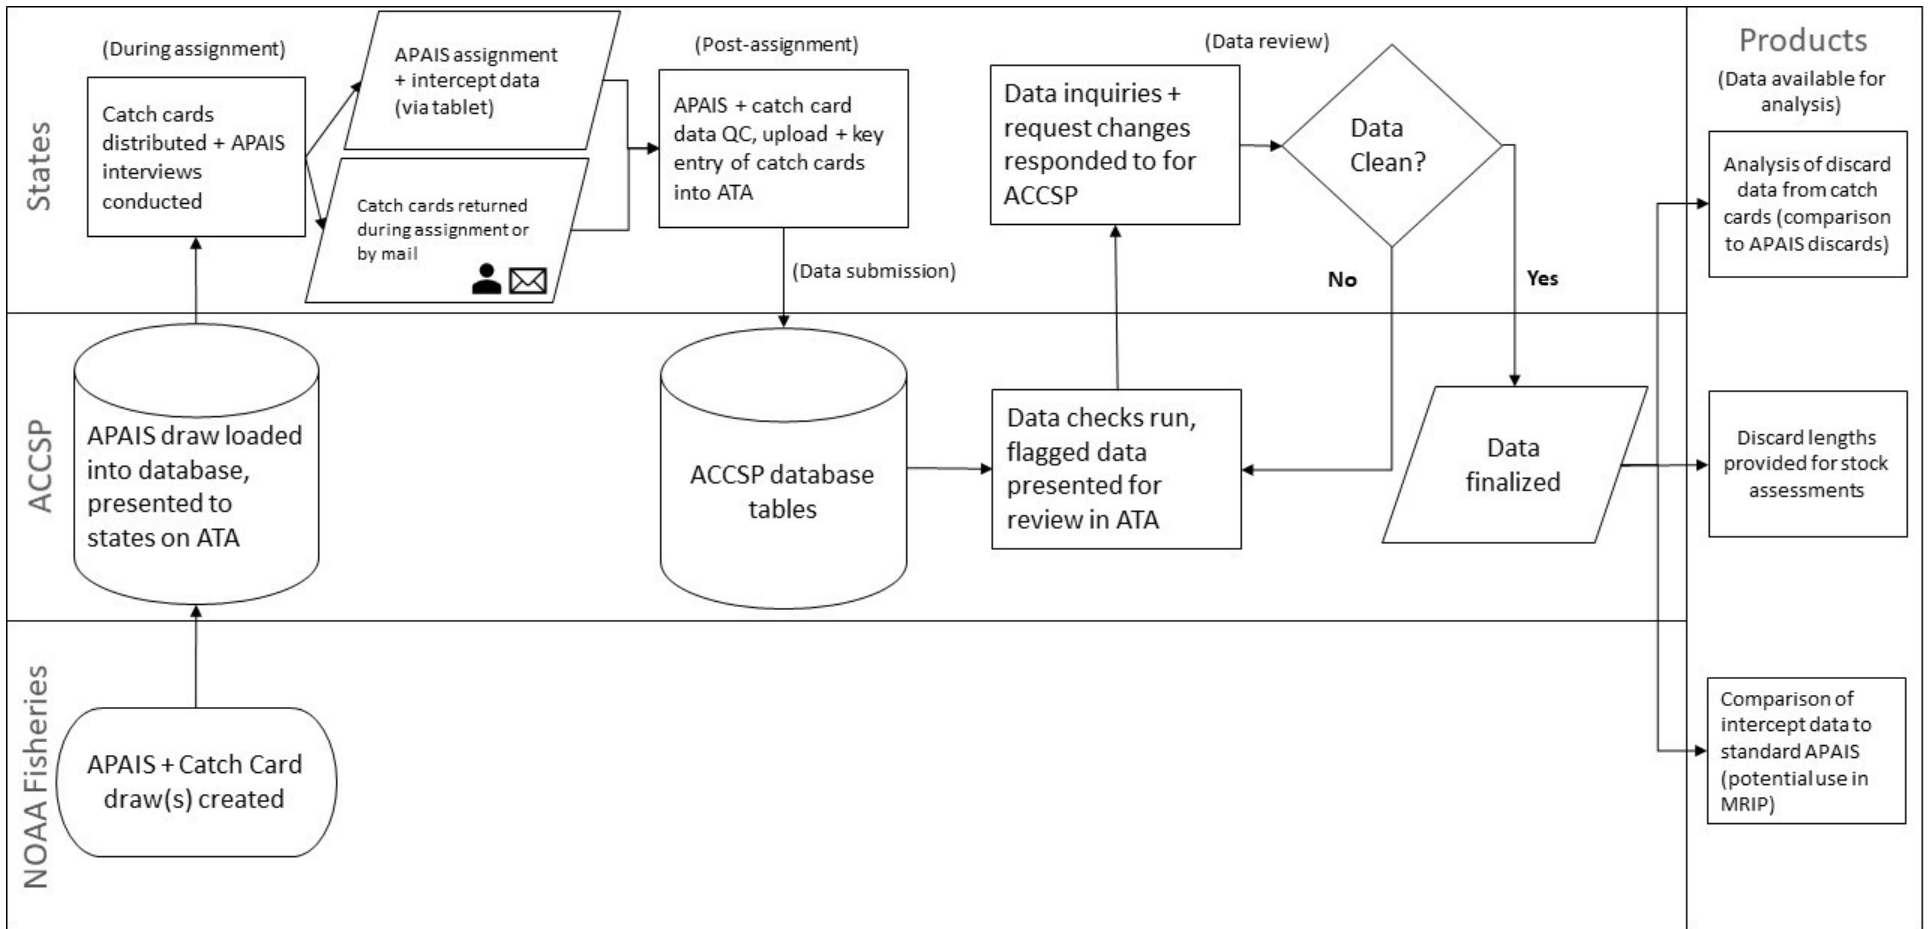 States
(During assignment)
Catch cards
distributed + APAIS
interviews
conducted
APAIS assignment
+ intercept data
(via tablet)
Catch cards returned
during assignment or
by mail
(Post-assignment)
APAIS + catch card
data QC, upload + key
entry of catch cards
into ATA
(Data submission)
(Data review)
Data inquiries +
request changes
responded to for
ACCSP
Data
Clean?
No
Yes
ACCSP
APAIS draw loaded
into database,
presented to
states on ATA
ACCSP database
tables
Data checks run,
flagged data
presented for
review in ATA
Data
finalized
NOAA Fisheries
APAIS + Catch Card
draw(s) created
Products
(Data available for
analysis)
Analysis of discard
data from catch
cards (comparison
to APAIS discards)
Discard lengths
provided for stock
assessments
Comparison of
intercept data to
standard APAIS
(potential use in
MRIP)